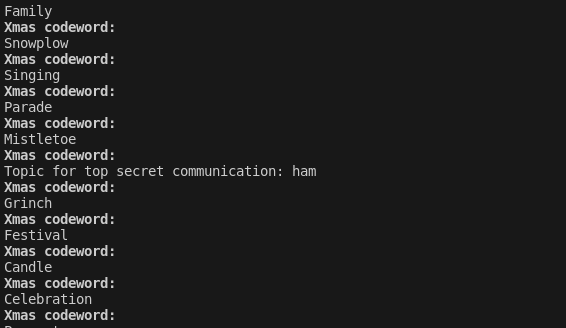 Family
Xmas codeword:
Snowplow
Xmas codeword:
Singing
Xmas codeword:
Parade
Xmas codeword:
Mistletoe
Xmas codeword:
Topic for top secret communication: ham
Xmas codeword:
Grinch
Xmas codeword:
Festival
Xmas codeword:
Candle
Xmas codeword:
Celebration
Xmas codeword: